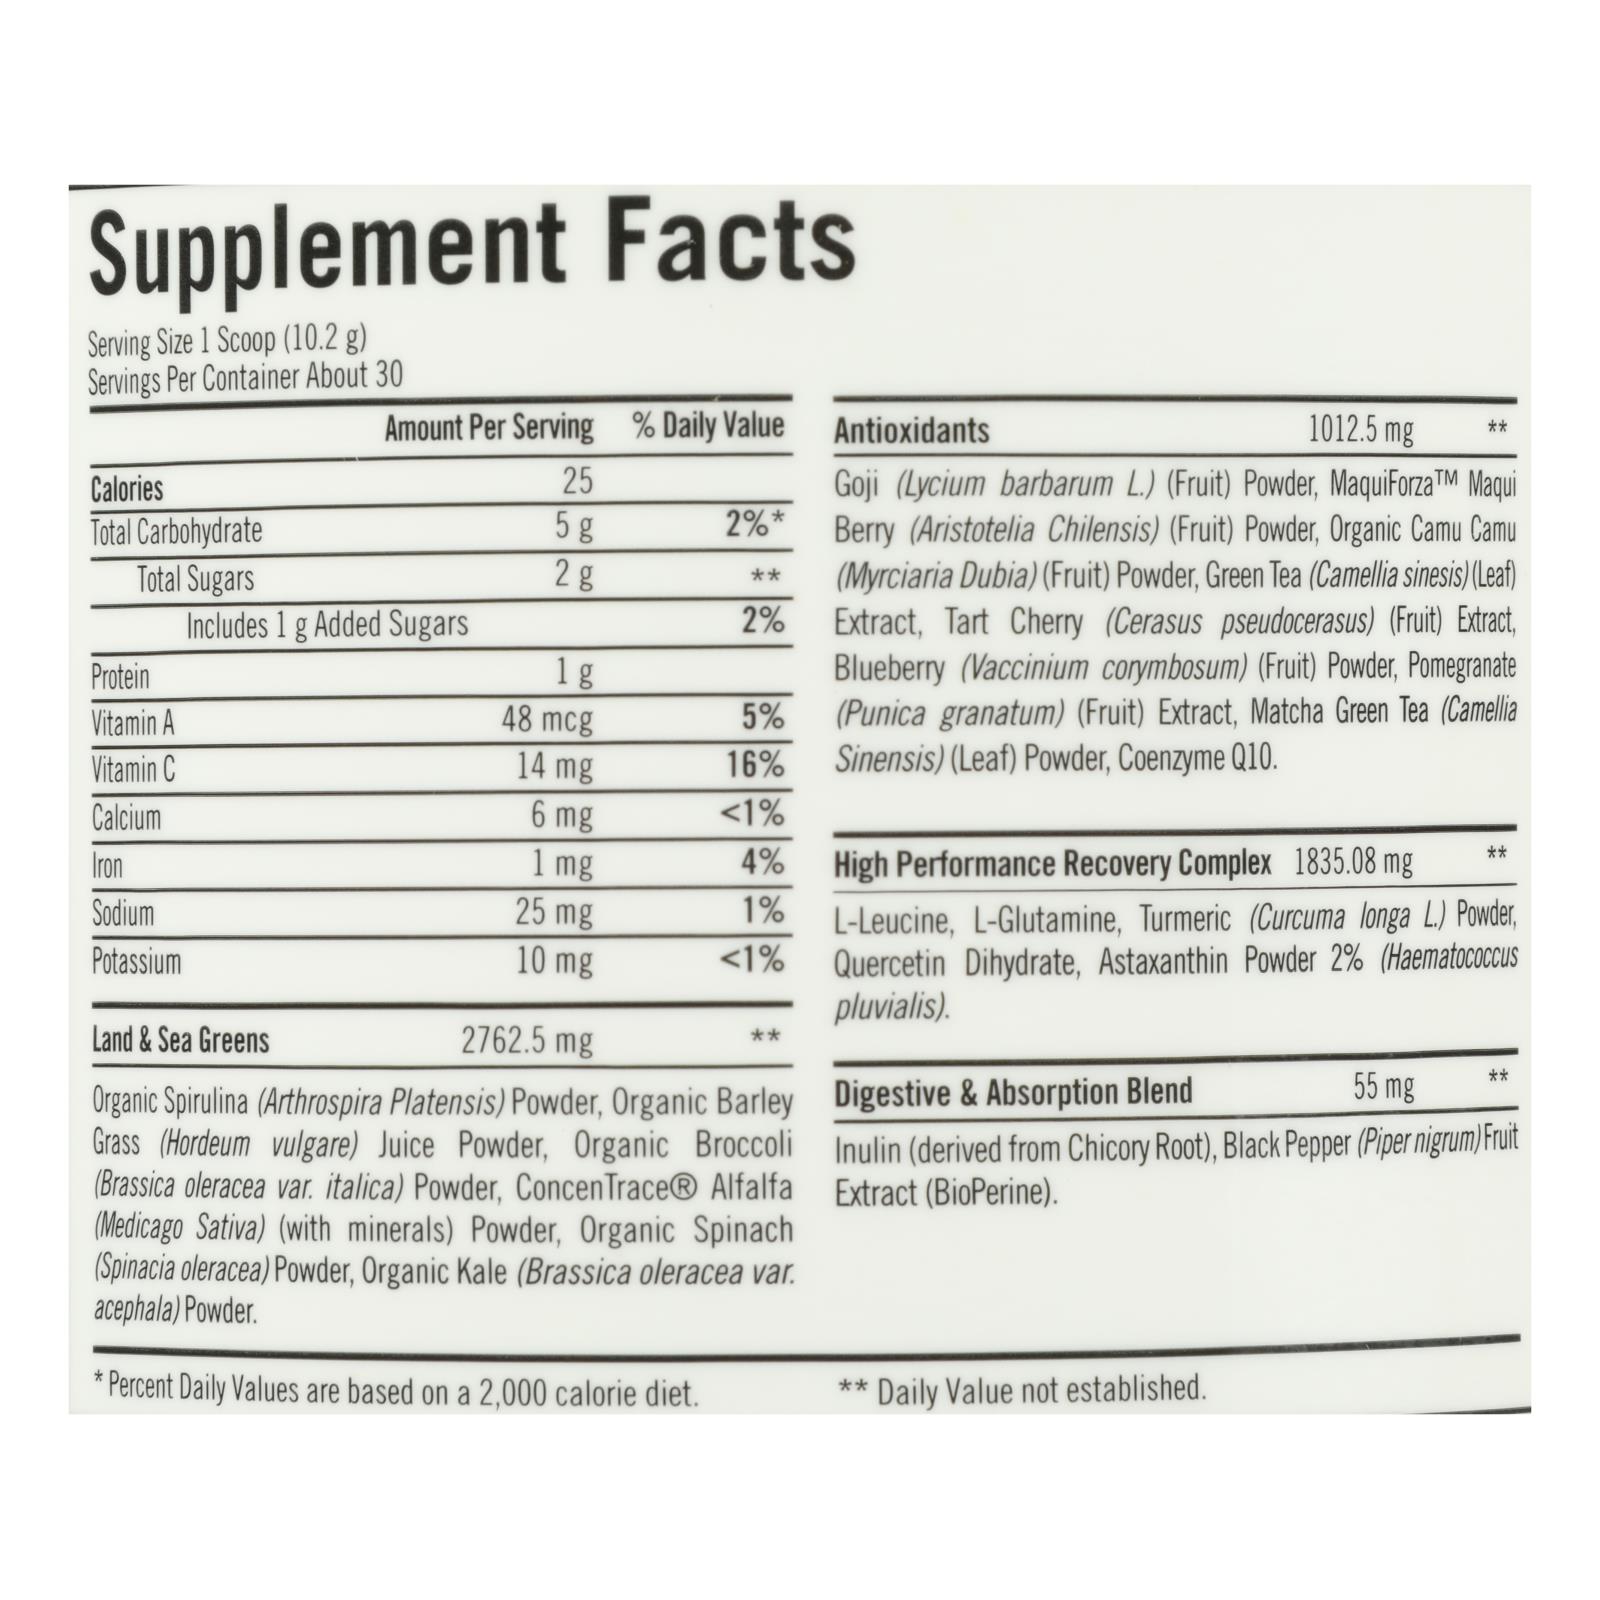 Supplement Facts
Serving Size 1 Scoop (10.2 g)
Servings Per Container About 30
Amount Per Serving % Daily Value
Calories 25
Total Carbohydrate 5 g 2%*
Total Sugars 2 g **
Includes 1 g Added Sugars 2%
Protein 1 g
Vitamin A 48 mcg 5%
Vitamin C 14 mg 16%
Calcium 6 mg <1%
Iron 1 mg 4%
Sodium 25 mg 1%
Potassium 10 mg <1%
Land & Sea Greens 2762.5 mg **
Organic Spirulina (Arthrospira Platensis) Powder, Organic Barley
Grass (Hordeum vulgare) Juice Powder, Organic Broccoli
(Brassica oleracea var. italica) Powder, ConcenTrace® Alfalfa
(Medicago Sativa) (with minerals) Powder, Organic Spinach
(Spinacia oleracea) Powder, Organic Kale (Brassica oleracea var.
acephala) Powder.
Antioxidants 1012.5 mg **
Goji (Lycium barbarum L.) (Fruit) Powder, MaquiForza™ Maqui
Berry (Aristotelia Chilensis) (Fruit) Powder, Organic Camu Camu
(Myrciaria Dubia) (Fruit) Powder, Green Tea (Camellia sinesis) (Leaf)
Extract, Tart Cherry (Cerasus pseudocerasus) (Fruit) Extract,
Blueberry (Vaccinium corymbosum) (Fruit) Powder, Pomegranate
(Punica granatum) (Fruit) Extract, Matcha Green Tea (Camellia
Sinensis) (Leaf) Powder, Coenzyme Q10.
High Performance Recovery Complex 1835.08 mg **
L-Leucine, L-Glutamine, Turmeric (Curcuma longa L.) Powder,
Quercetin Dihydrate, Astaxanthin Powder 2% (Haematococcus
pluvialis).
Digestive & Absorption Blend 55 mg **
Inulin (derived from Chicory Root), Black Pepper (Piper nigrum) Fruit
Extract (BioPerine).
* Percent Daily Values are based on a 2,000 calorie diet.
** Daily Value not established.